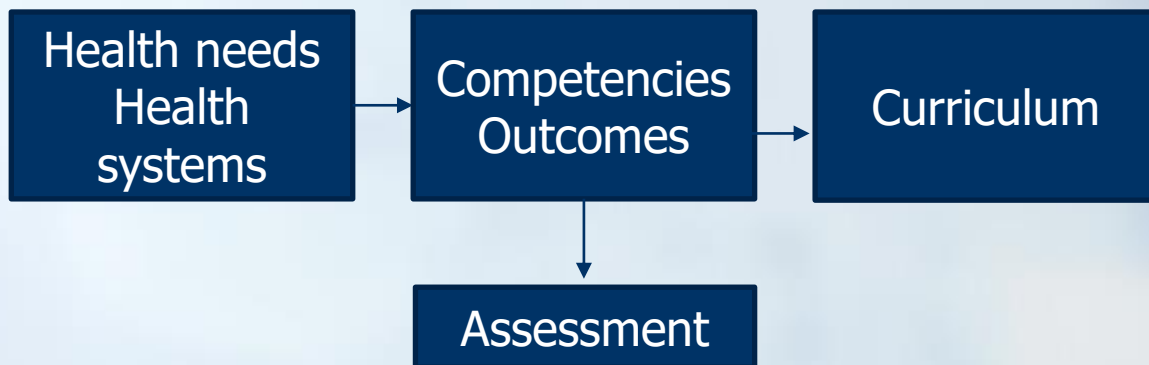 Health needs
Health
systems
Competencies
Outcomes
Curriculum
Assessment